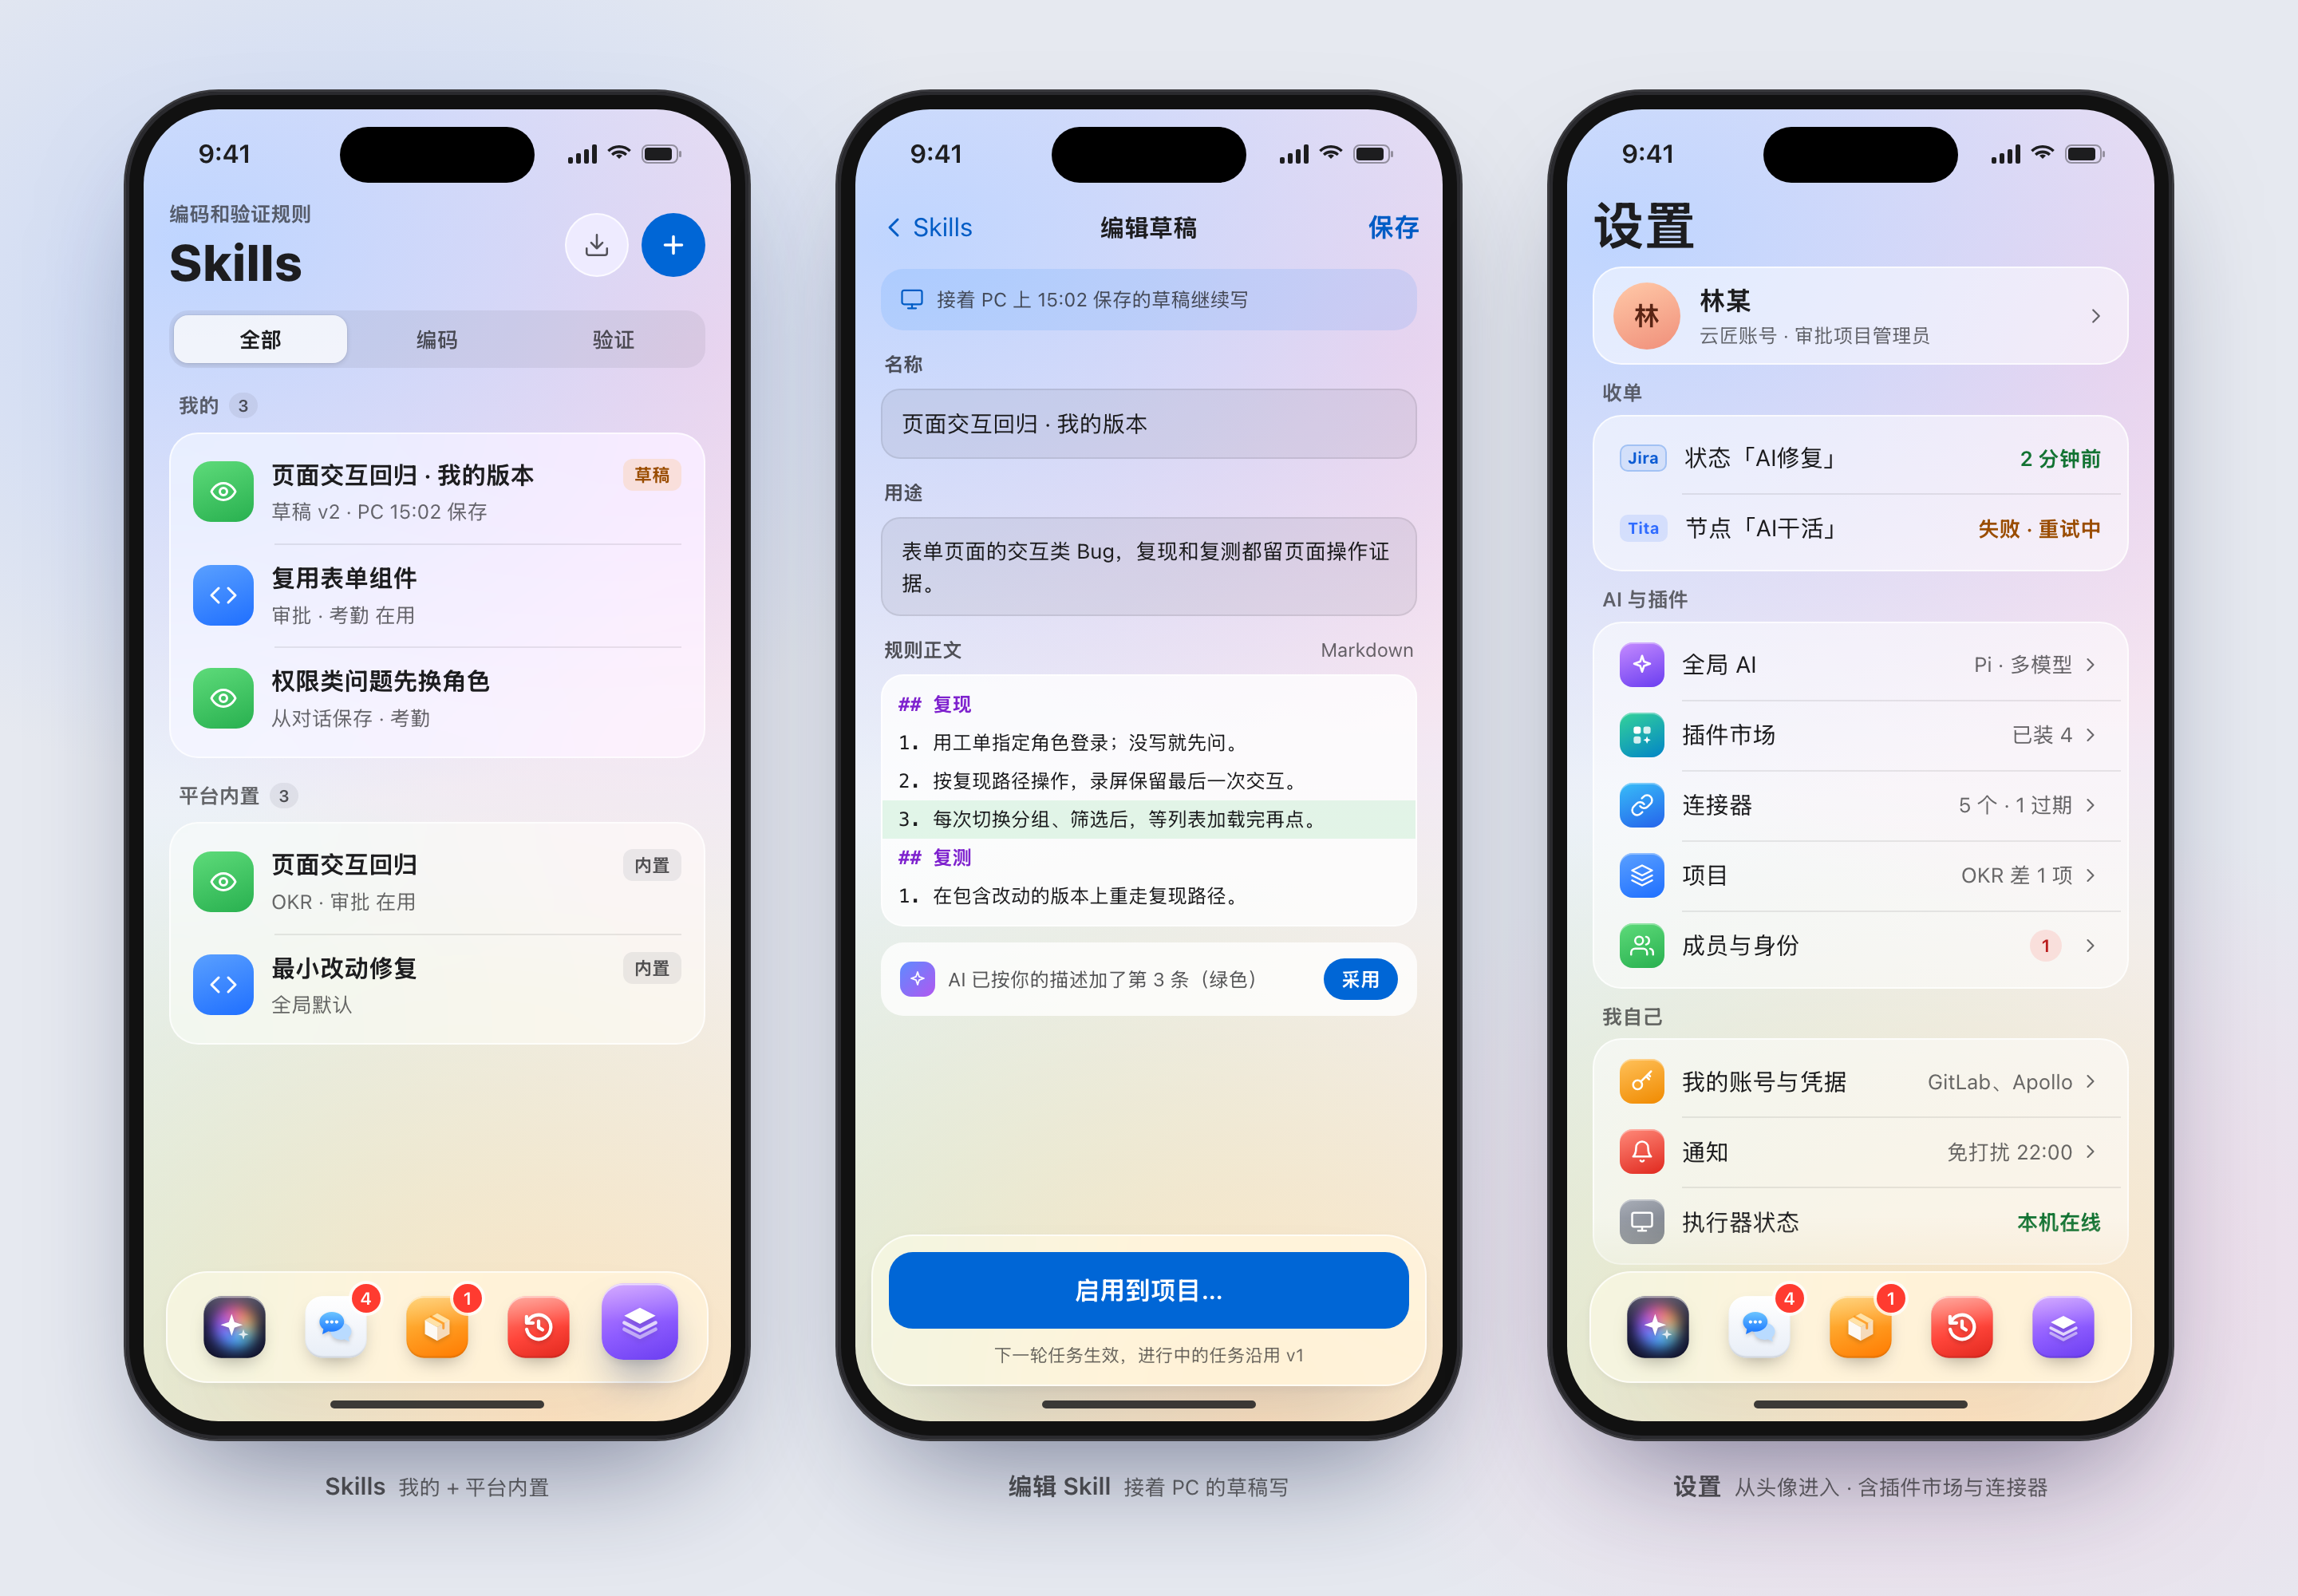 9:41
编码和验证规则
Skills
全部 编码 验证
我的 3
页面交互回归 · 我的版本 草稿
草稿 v2 · PC 15:02 保存
复用表单组件
审批 · 考勤 在用
权限类问题先换角色
从对话保存 · 考勤
平台内置 3
页面交互回归 内置
OKR · 审批 在用
最小改动修复 内置
全局默认
4 1
Skills 我的 + 平台内置
9:41
Skills 编辑草稿 保存
接着 PC 上 15:02 保存的草稿继续写
名称
页面交互回归 · 我的版本
用途
表单页面的交互类 Bug，复现和复测都留页面操作证
据。
规则正文 Markdown
## 复现
1. 用工单指定角色登录；没写就先问。
2. 按复现路径操作，录屏保留最后一次交互。
3. 每次切换分组、筛选后，等列表加载完再点。
## 复测
1. 在包含改动的版本上重走复现路径。
AI 已按你的描述加了第 3 条（绿色） 采用
启用到项目...
下一轮任务生效，进行中的任务沿用 v1
编辑 Skill 接着 PC 的草稿写
9:41
设置
林 林某
云匠账号 · 审批项目管理员
收单
Jira 状态「AI修复」 2 分钟前
Tita 节点「AI干活」 失败 · 重试中
AI 与插件
全局 AI Pi · 多模型
插件市场 已装 4
连接器 5 个 · 1 过期
项目 OKR 差 1 项
成员与身份 1
我自己
我的账号与凭据 GitLab、Apollo
通知 免打扰 22:00
执行器状态 本机在线
4 1
设置 从头像进入 · 含插件市场与连接器